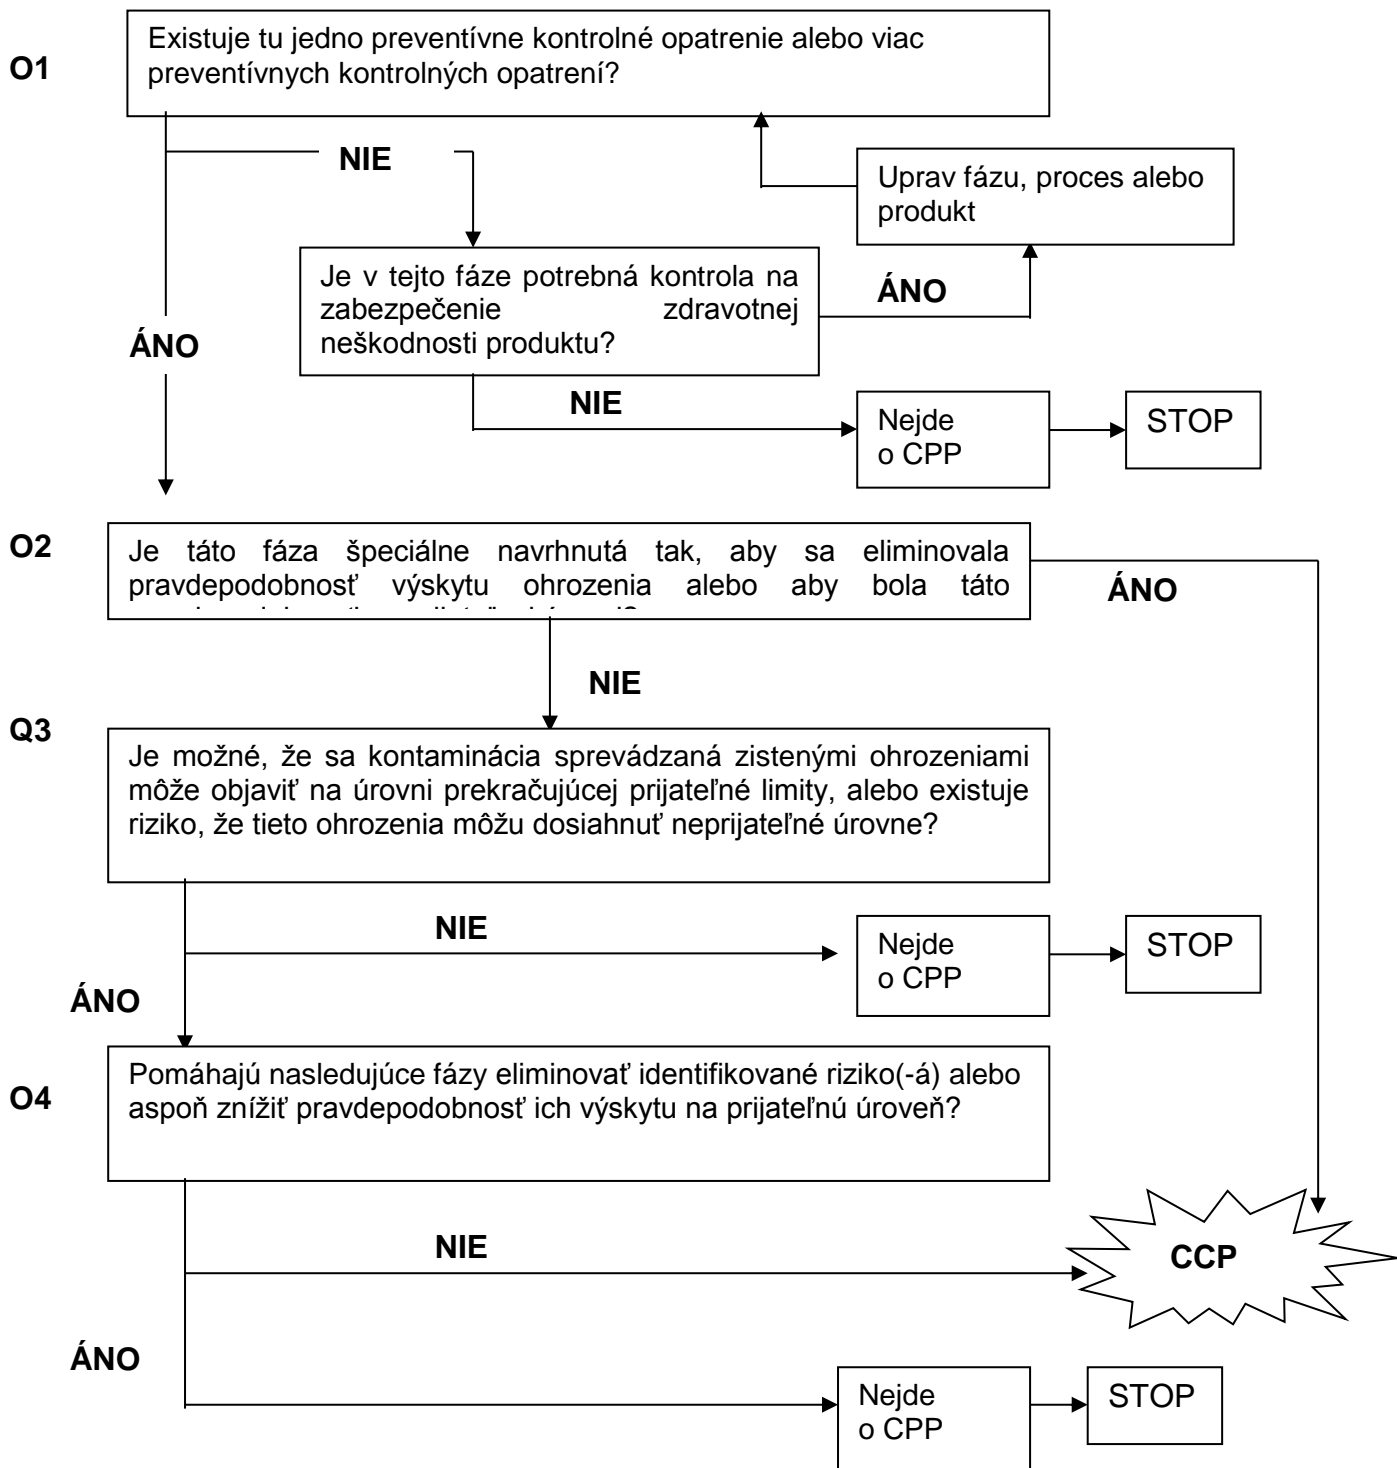 Existuje tu jedno preventívne kontrolné opatrenie alebo viac
O1
preventívnych kontrolných opatrení?
NIE
Uprav fázu, proces alebo
produkt
Je v tejto fáze potrebná kontrola na
zabezpečenie zdravotnej
neškodnosti produktu?
ÁNO
ÁNO
NIE
Nejde
o CPP
STOP
O2
Je táto fáza špeciálne navrhnutá tak, aby sa eliminovala
pravdepodobnosť výskytu ohrozenia alebo aby bola táto
ÁNO
NIE
Q3
Je možné, že sa kontaminácia sprevádzaná zistenými ohrozeniami
môže objaviť na úrovni prekračujúcej prijateľné limity, alebo existuje
riziko, že tieto ohrozenia môžu dosiahnuť neprijateľné úrovne?
NIE
Nejde
o CPP
STOP
ÁNO
O4
Pomáhajú nasledujúce fázy eliminovať identifikované riziko(-á) alebo
aspoň znížiť pravdepodobnosť ich výskytu na prijateľnú úroveň?
NIE
CCP
ÁNO
Nejde
o CPP
STOP